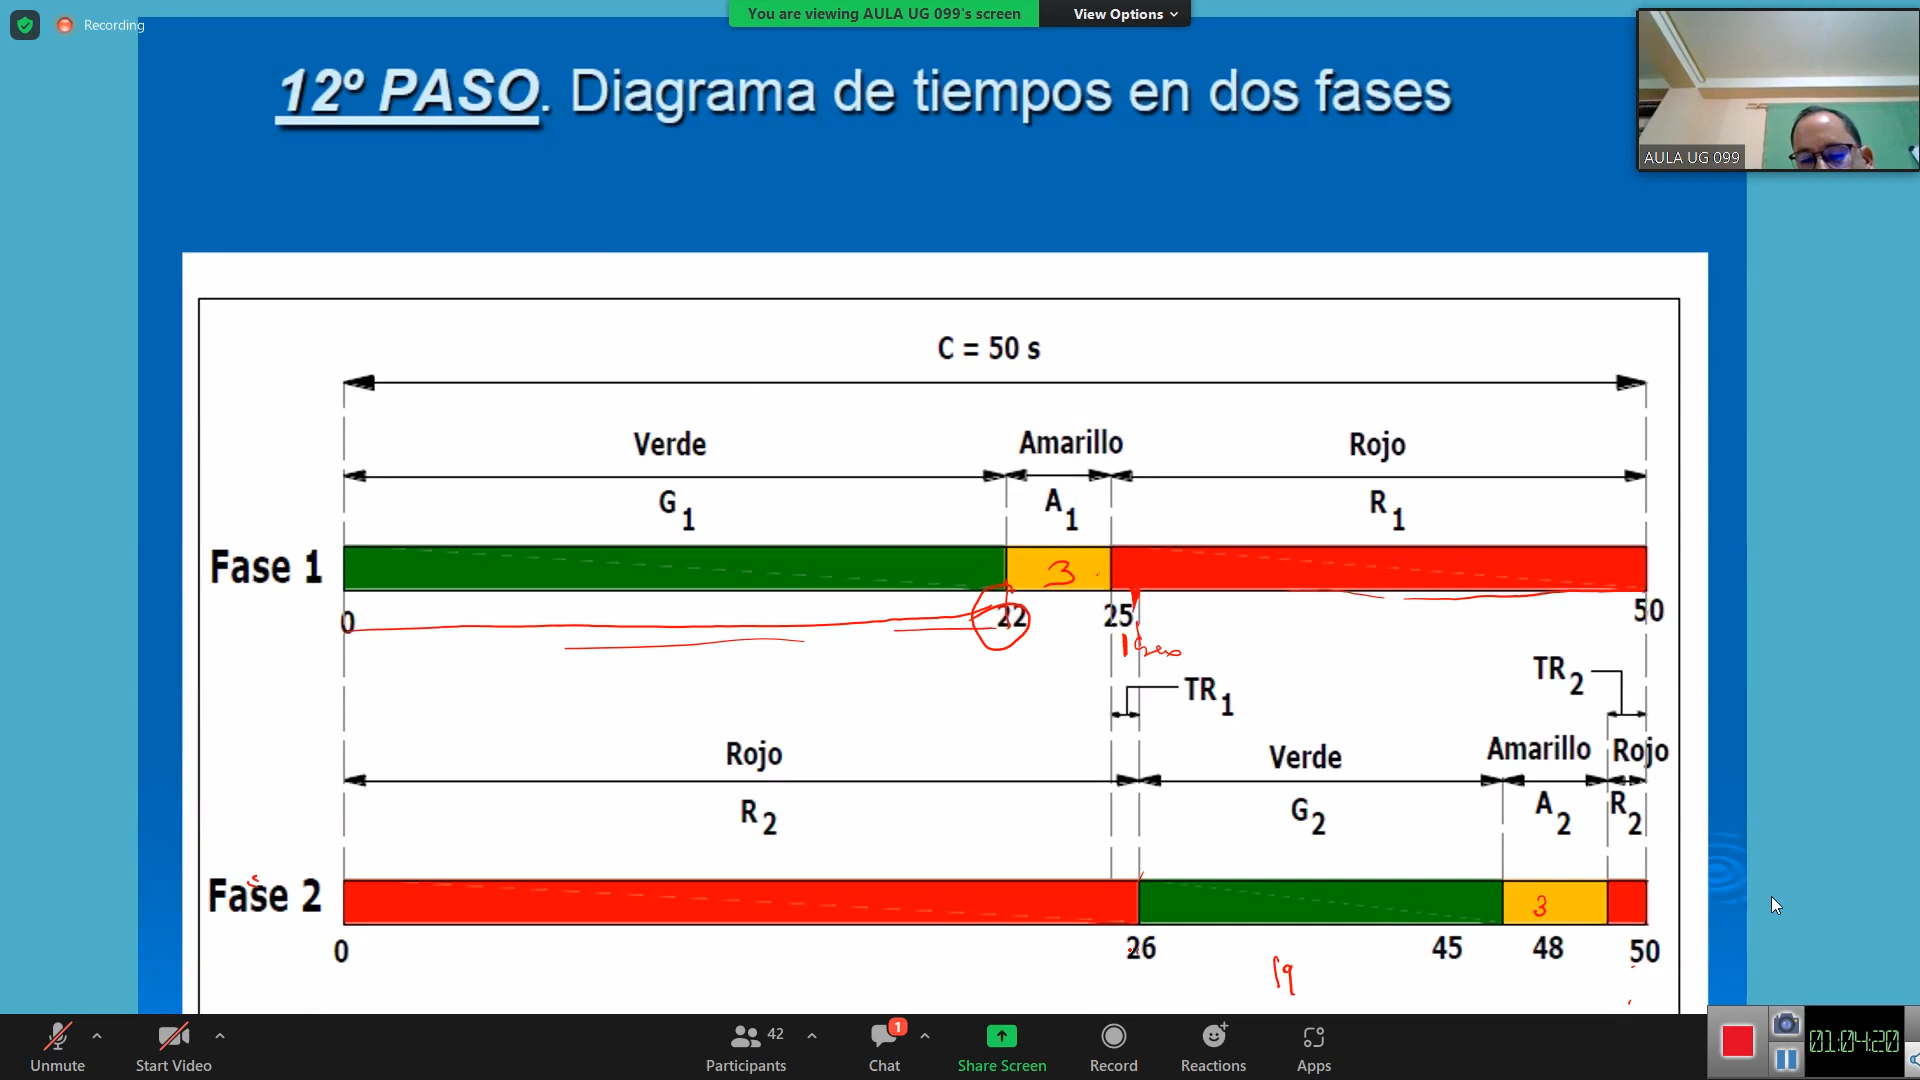 You are viewing AULA UG 099's screen
View Options
Recording
12º PASO. Diagrama de tiempos en dos fases
AULA UG 099
C = 50 s
Verde
Amarillo
Rojo
G1
A1
R1
Fase 1
3
0
22
25
50
TR1
TR2
Rojo
Verde
Amarillo
Rojo
R2
G2
A2
R2
Fase 2
3
0
26
45
48
50
19
Unmute
Start Video
42
Participants
1
Chat
Share Screen
Record
Reactions
Apps
01:04:20